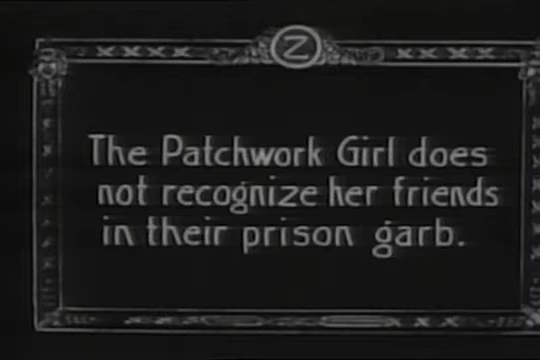 Z
The Patchwork Girl does
not recognize her friends
in their prison garb.